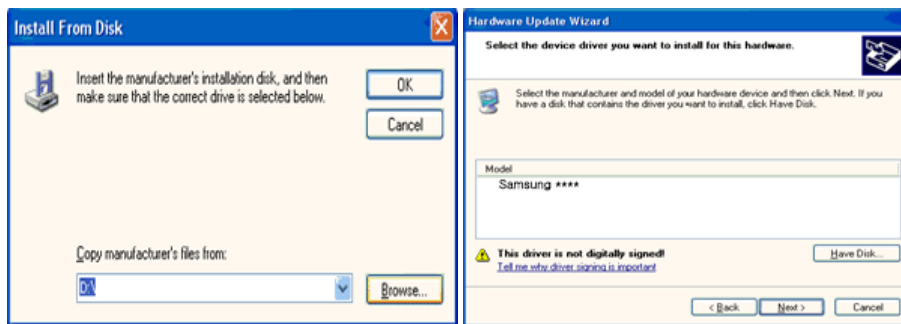 Install From Disk
Insert the manufacturer's installation disk, and then
make sure that the correct drive is selected below.
OK
Cancel
Copy manufacturer's files from:
D:\
Browse...
Hardware Update Wizard
Select the device driver you want to install for this hardware.
Select the manufacturer and model of your hardware device and then click Next. If you
have a disk that contains the driver you want to install, click Have Disk.
Model
Samsung ****
This driver is not digitally signed!
Tell me why driver signing is important
Have Disk...
< Back
Next >
Cancel